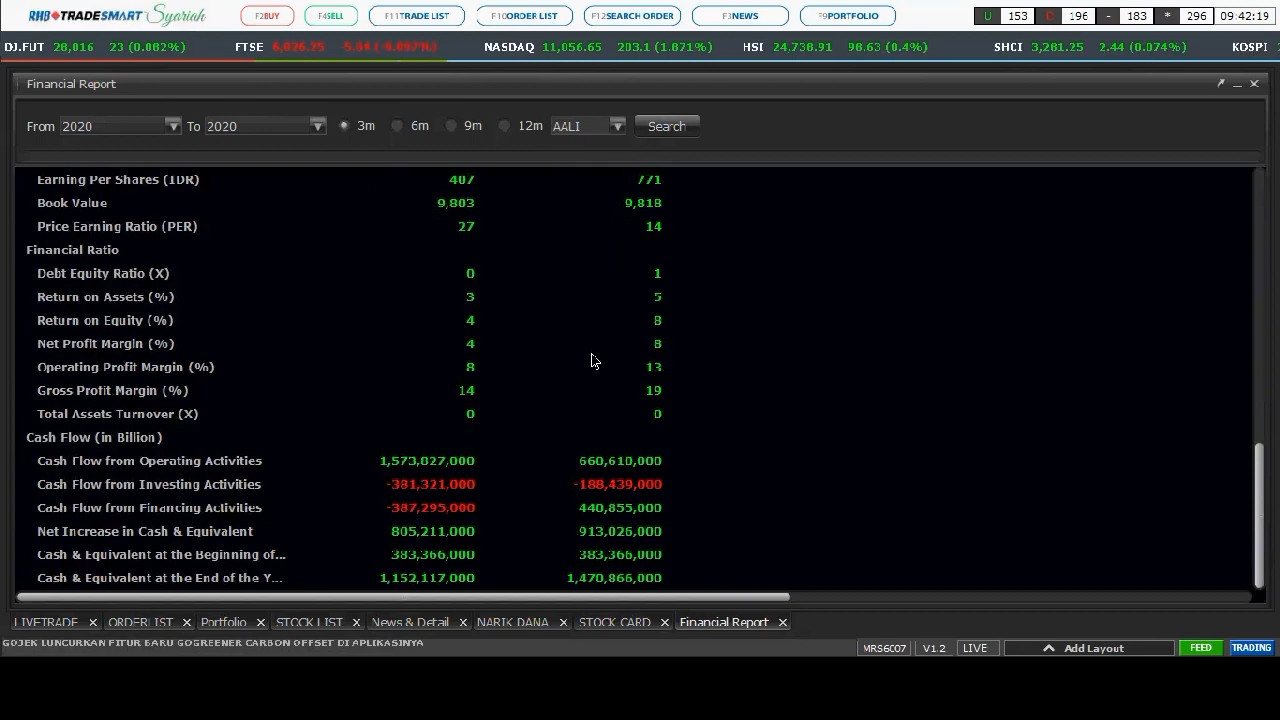 RHB TRADESMART Syariah F2BUY F4SELL F11TRADE LIST F10ORDER LIST F12SEARCH ORDER F3NEWS F9PORTFOLIO U 153 D 196 - 183 * 296 09:42:19
DJ.FUT 28,016 23 (0.082%) FTSE 6,026.25 -5.84 (-0.097%) NASDAQ 11,056.65 203.1 (1.871%) HSI 24,738.91 98.63 (0.4%) SHCI 3,281.25 2.44 (0.074%) KOSPI
Financial Report
From 2020 To 2020 3m 6m 9m 12m AALI Search
Earning Per Shares (IDR) 407 771
Book Value 9,803 9,818
Price Earning Ratio (PER) 27 14
Financial Ratio
Debt Equity Ratio (X) 0 1
Return on Assets (%) 3 5
Return on Equity (%) 4 8
Net Profit Margin (%) 4 8
Operating Profit Margin (%) 8 13
Gross Profit Margin (%) 14 19
Total Assets Turnover (X) 0 0
Cash Flow (in Billion)
Cash Flow from Operating Activities 1,573,827,000 660,610,000
Cash Flow from Investing Activities -381,321,000 -188,439,000
Cash Flow from Financing Activities -387,295,000 440,855,000
Net Increase in Cash & Equivalent 805,211,000 913,026,000
Cash & Equivalent at the Beginning of... 383,366,000 383,366,000
Cash & Equivalent at the End of the Y... 1,152,117,000 1,470,866,000
LIVETRADE ORDERLIST Portfolio STOCK LIST News & Detail NARIK DANA STOCK CARD Financial Report
GOJEK LUNCURKAN FITUR BARU GOGREENER CARBON OFFSET DI APLIKASINYA MRS6007 V1.2 LIVE Add Layout FEED TRADING